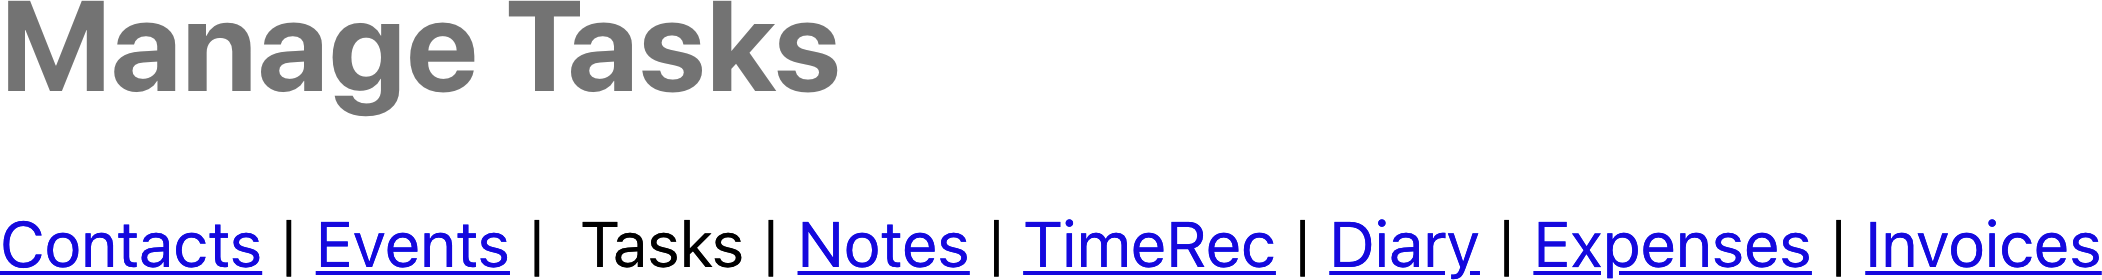 Manage Tasks
Contacts | Events | Tasks | Notes | TimeRec | Diary | Expenses | Invoices